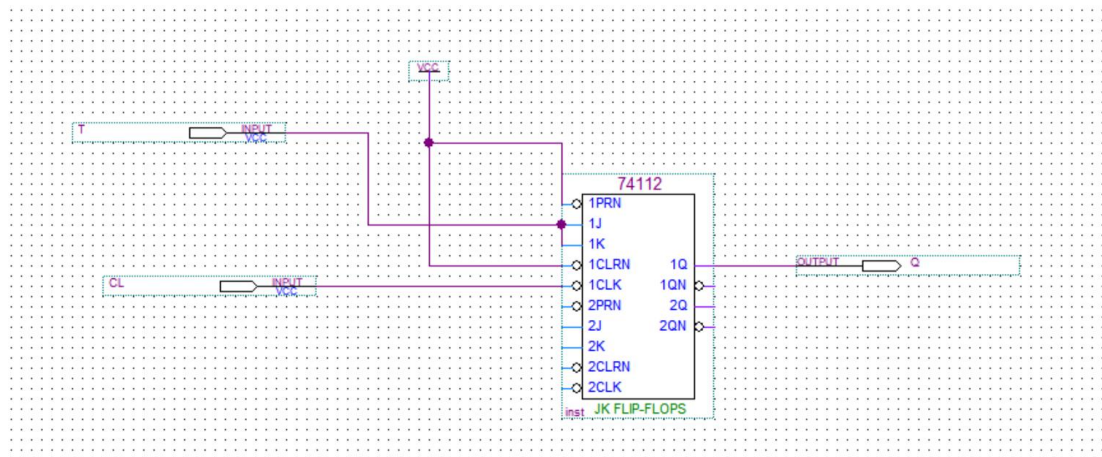 VCC
T INPUT
VCC
74112
1PRN
1J
1K
1CLRN 1Q OUTPUT Q
CL INPUT 1CLK 1QN
VCC
2PRN 2Q
2J 2QN
2K
2CLRN
2CLK
inst JK FLIP-FLOPS